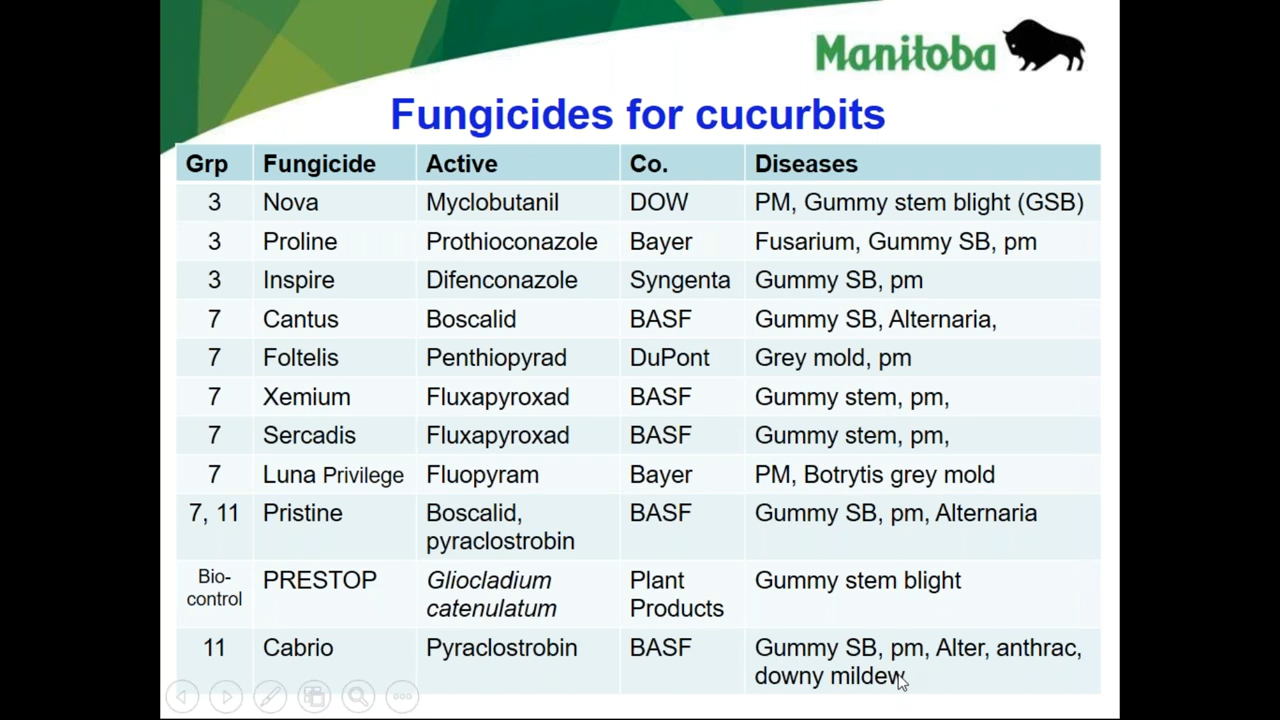 Manitoba
Fungicides for cucurbits
Grp Fungicide Active Co. Diseases
3 Nova Myclobutanil DOW PM, Gummy stem blight (GSB)
3 Proline Prothioconazole Bayer Fusarium, Gummy SB, pm
3 Inspire Difenconazole Syngenta Gummy SB, pm
7 Cantus Boscalid BASF Gummy SB, Alternaria,
7 Foltelis Penthiopyrad DuPont Grey mold, pm
7 Xemium Fluxapyroxad BASF Gummy stem, pm,
7 Sercadis Fluxapyroxad BASF Gummy stem, pm,
7 Luna Privilege Fluopyram Bayer PM, Botrytis grey mold
7, 11 Pristine Boscalid, BASF Gummy SB, pm, Alternaria
pyraclostrobin
Bio- PRESTOP Gliocladium Plant Gummy stem blight
control catenulatum Products
11 Cabrio Pyraclostrobin BASF Gummy SB, pm, Alter, anthrac,
downy mildew